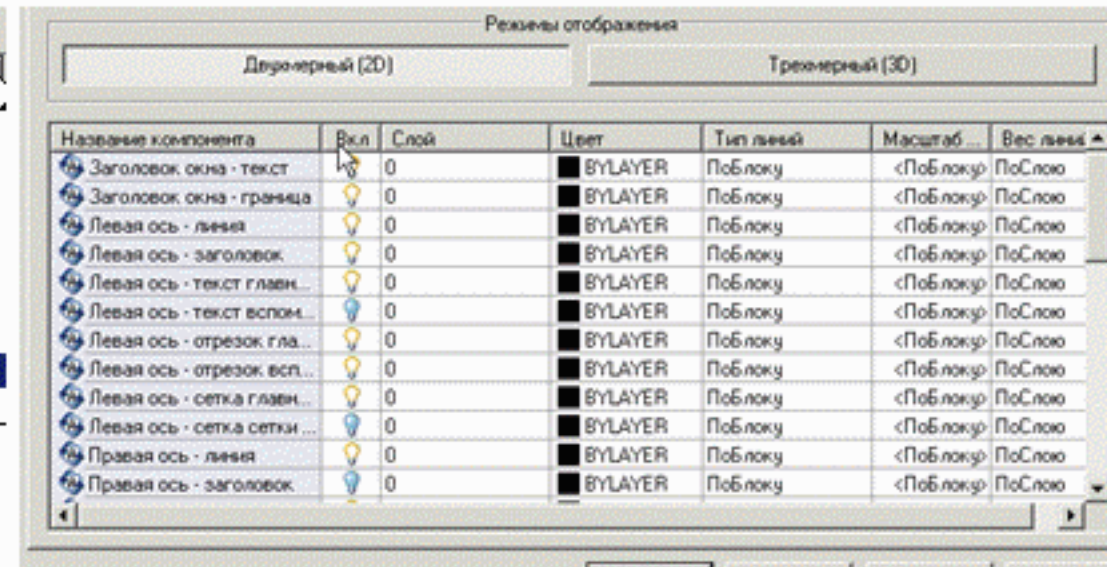 Режимы отображения
Двухмерный (2D) Трехмерный (3D)
Название компонента Вкл Слой Цвет Тип линий Масштаб ... Вес линий
Заголовок окна - текст 0 BYLAYER ПоБлоку <ПоБлоку> ПоСлою
Заголовок окна - граница 0 BYLAYER ПоБлоку <ПоБлоку> ПоСлою
Левая ось - линия 0 BYLAYER ПоБлоку <ПоБлоку> ПоСлою
Левая ось - заголовок 0 BYLAYER ПоБлоку <ПоБлоку> ПоСлою
Левая ось - текст главн... 0 BYLAYER ПоБлоку <ПоБлоку> ПоСлою
Левая ось - текст вспом... 0 BYLAYER ПоБлоку <ПоБлоку> ПоСлою
Левая ось - отрезок гла... 0 BYLAYER ПоБлоку <ПоБлоку> ПоСлою
Левая ось - отрезок всп... 0 BYLAYER ПоБлоку <ПоБлоку> ПоСлою
Левая ось - сетка главн... 0 BYLAYER ПоБлоку <ПоБлоку> ПоСлою
Левая ось - сетка сетки ... 0 BYLAYER ПоБлоку <ПоБлоку> ПоСлою
Правая ось - линия 0 BYLAYER ПоБлоку <ПоБлоку> ПоСлою
Правая ось - заголовок 0 BYLAYER ПоБлоку <ПоБлоку> ПоСлою